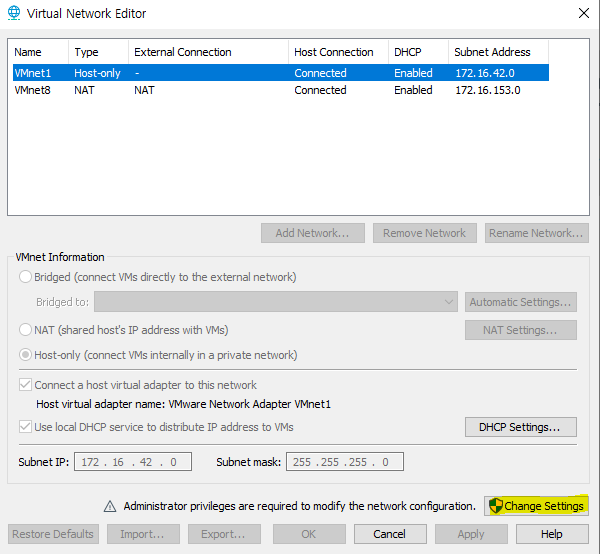 Virtual Network Editor
Name Type External Connection Host Connection DHCP Subnet Address
VMnet1 Host-only - Connected Enabled 172.16.42.0
VMnet8 NAT NAT Connected Enabled 172.16.153.0
Add Network... Remove Network Rename Network...
VMnet Information
Bridged (connect VMs directly to the external network)
Bridged to: Automatic Settings...
NAT (shared host's IP address with VMs) NAT Settings...
Host-only (connect VMs internally in a private network)
Connect a host virtual adapter to this network
Host virtual adapter name: VMware Network Adapter VMnet1
Use local DHCP service to distribute IP address to VMs DHCP Settings...
Subnet IP: 172 . 16 . 42 . 0 Subnet mask: 255 . 255 . 255 . 0
Administrator privileges are required to modify the network configuration. Change Settings
Restore Defaults Import... Export... OK Cancel Apply Help